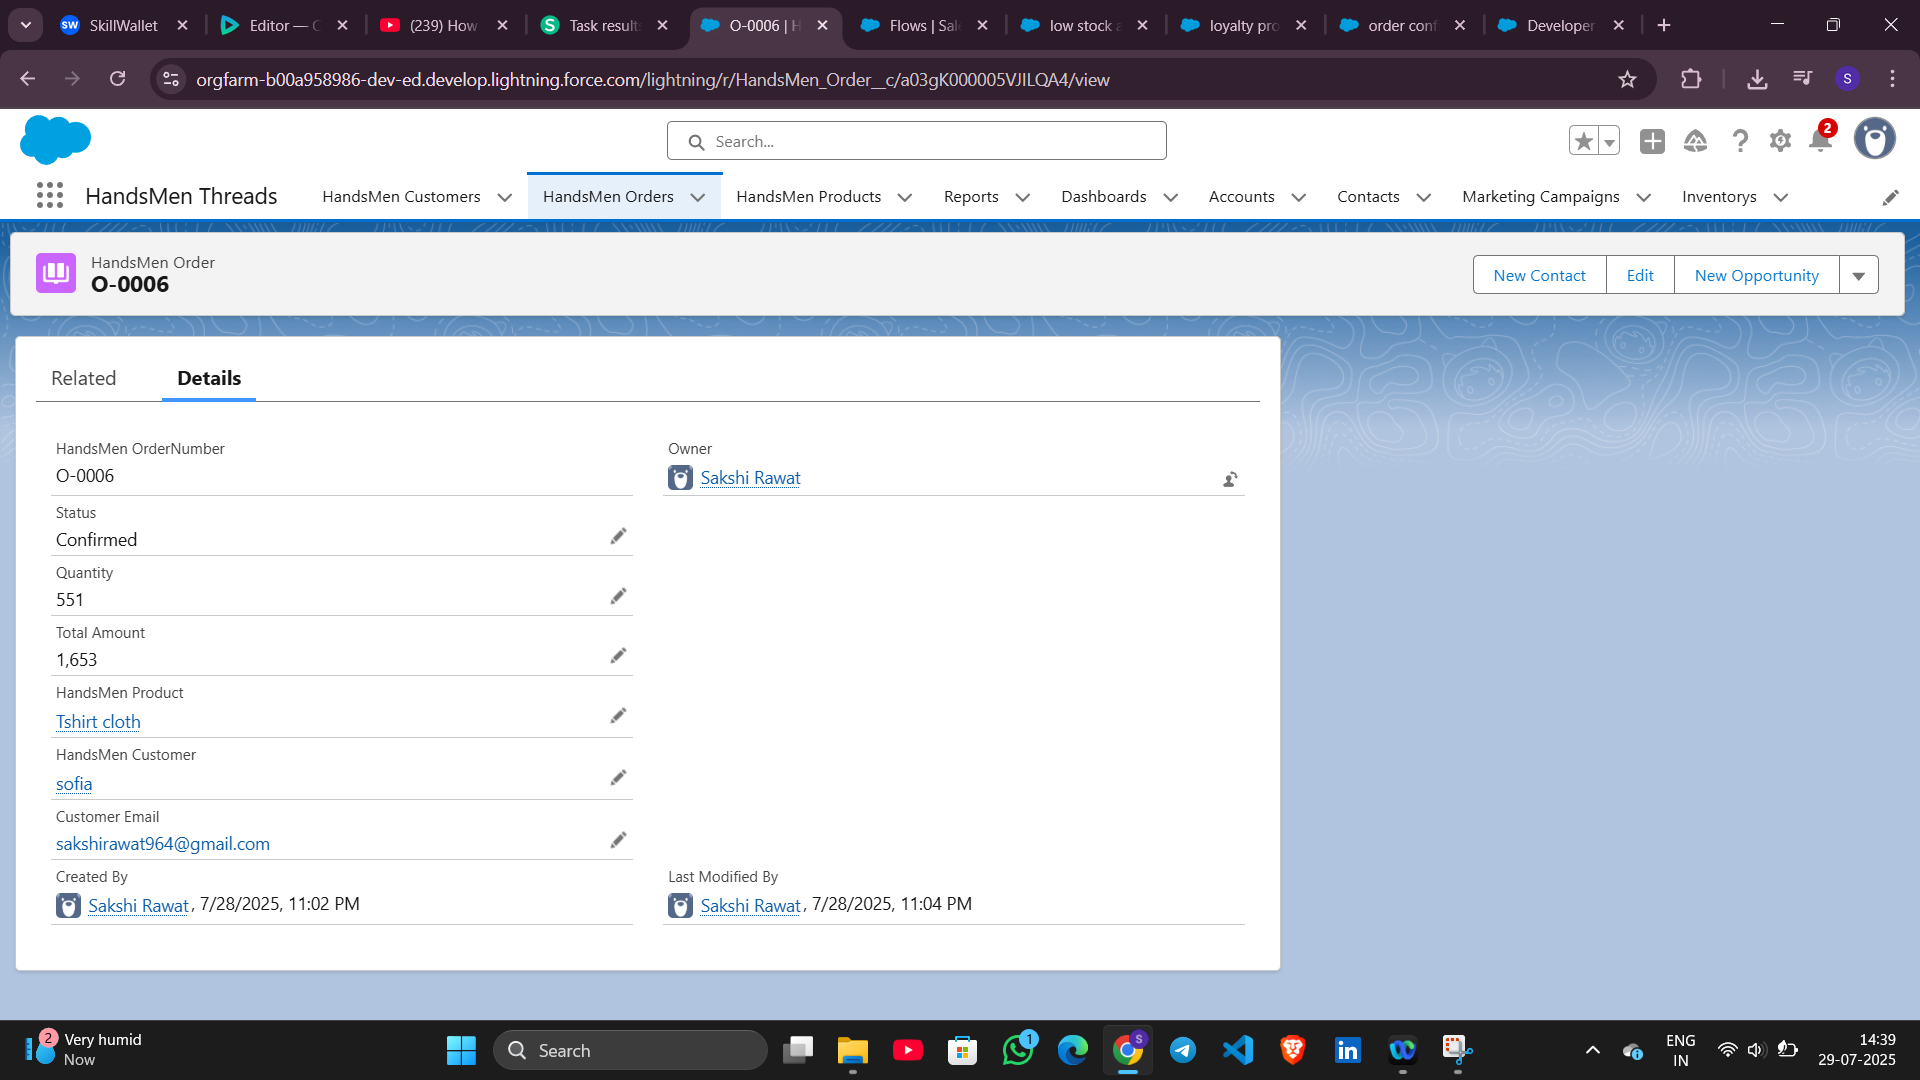 SkillWallet
Editor — C
(239) How
Task results
O-0006 | H
Flows | Sale
low stock a
loyalty pro
order conf
Developer
orgfarm-b00a958986-dev-ed.develop.lightning.force.com/lightning/r/HandsMen_Order__c/a03gK000005VJILQA4/view
S
Search...
2
HandsMen Threads
HandsMen Customers
HandsMen Orders
HandsMen Products
Reports
Dashboards
Accounts
Contacts
Marketing Campaigns
Inventorys
HandsMen Order
O-0006
New Contact
Edit
New Opportunity
Related
Details
HandsMen OrderNumber
O-0006
Owner
Sakshi Rawat
Status
Confirmed
Quantity
551
Total Amount
1,653
HandsMen Product
Tshirt cloth
HandsMen Customer
sofia
Customer Email
sakshirawat964@gmail.com
Created By
Sakshi Rawat, 7/28/2025, 11:02 PM
Last Modified By
Sakshi Rawat, 7/28/2025, 11:04 PM
2
Very humid
Now
Search
1
S
ENG
IN
14:39
29-07-2025